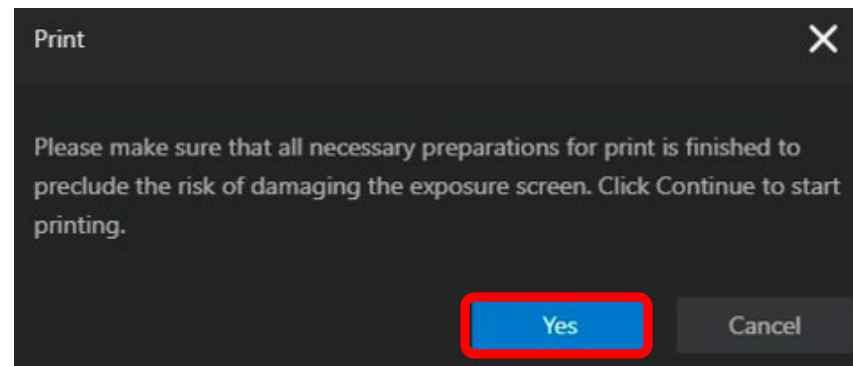 Print
Please make sure that all necessary preparations for print is finished to
preclude the risk of damaging the exposure screen. Click Continue to start
printing.
Yes
Cancel